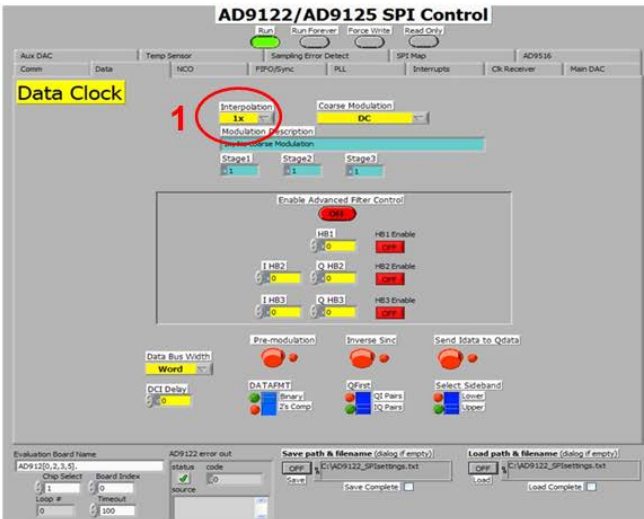 AD9122/AD9125 SPI Control
Run Run Forever Force Write Read Only
Aux DAC Temp Sensor Sampling Error Detect SPI Map AD9516
Comm Data NCO FIFO/Sync PLL Interrupts Clk Receiver Main DAC
Data Clock
1
Interpolation Coarse Modulation
1x DC
Modulation Description
Coarse Modulation
Stage1 Stage2 Stage3
1 1 1
Enable Advanced Filter Control
OFF
HB1 HB1 Enable
0 OFF
I HB2 Q HB2 HB2 Enable
0 0 OFF
I HB3 Q HB3 HB3 Enable
0 0 OFF
Pre-modulation Inverse Sinc Send Idata to Qdata
Data Bus Width
Word
DCI Delay
0
DATAFMT QFirst Select Sideband
Binary QI Pairs Lower
2's Comp IQ Pairs Upper
Evaluation Board Name AD9122 error out Save path & filename (dialog if empty) Load path & filename (dialog if empty)
AD912[0,2,3,5]. status code OFF C:\AD9122_SPIsettings.txt OFF C:\AD9122_SPIsettings.txt
Chip Select Board Index 0 Save Load
1 0 source Save Complete Load Complete
Loop # Timeout
0 100